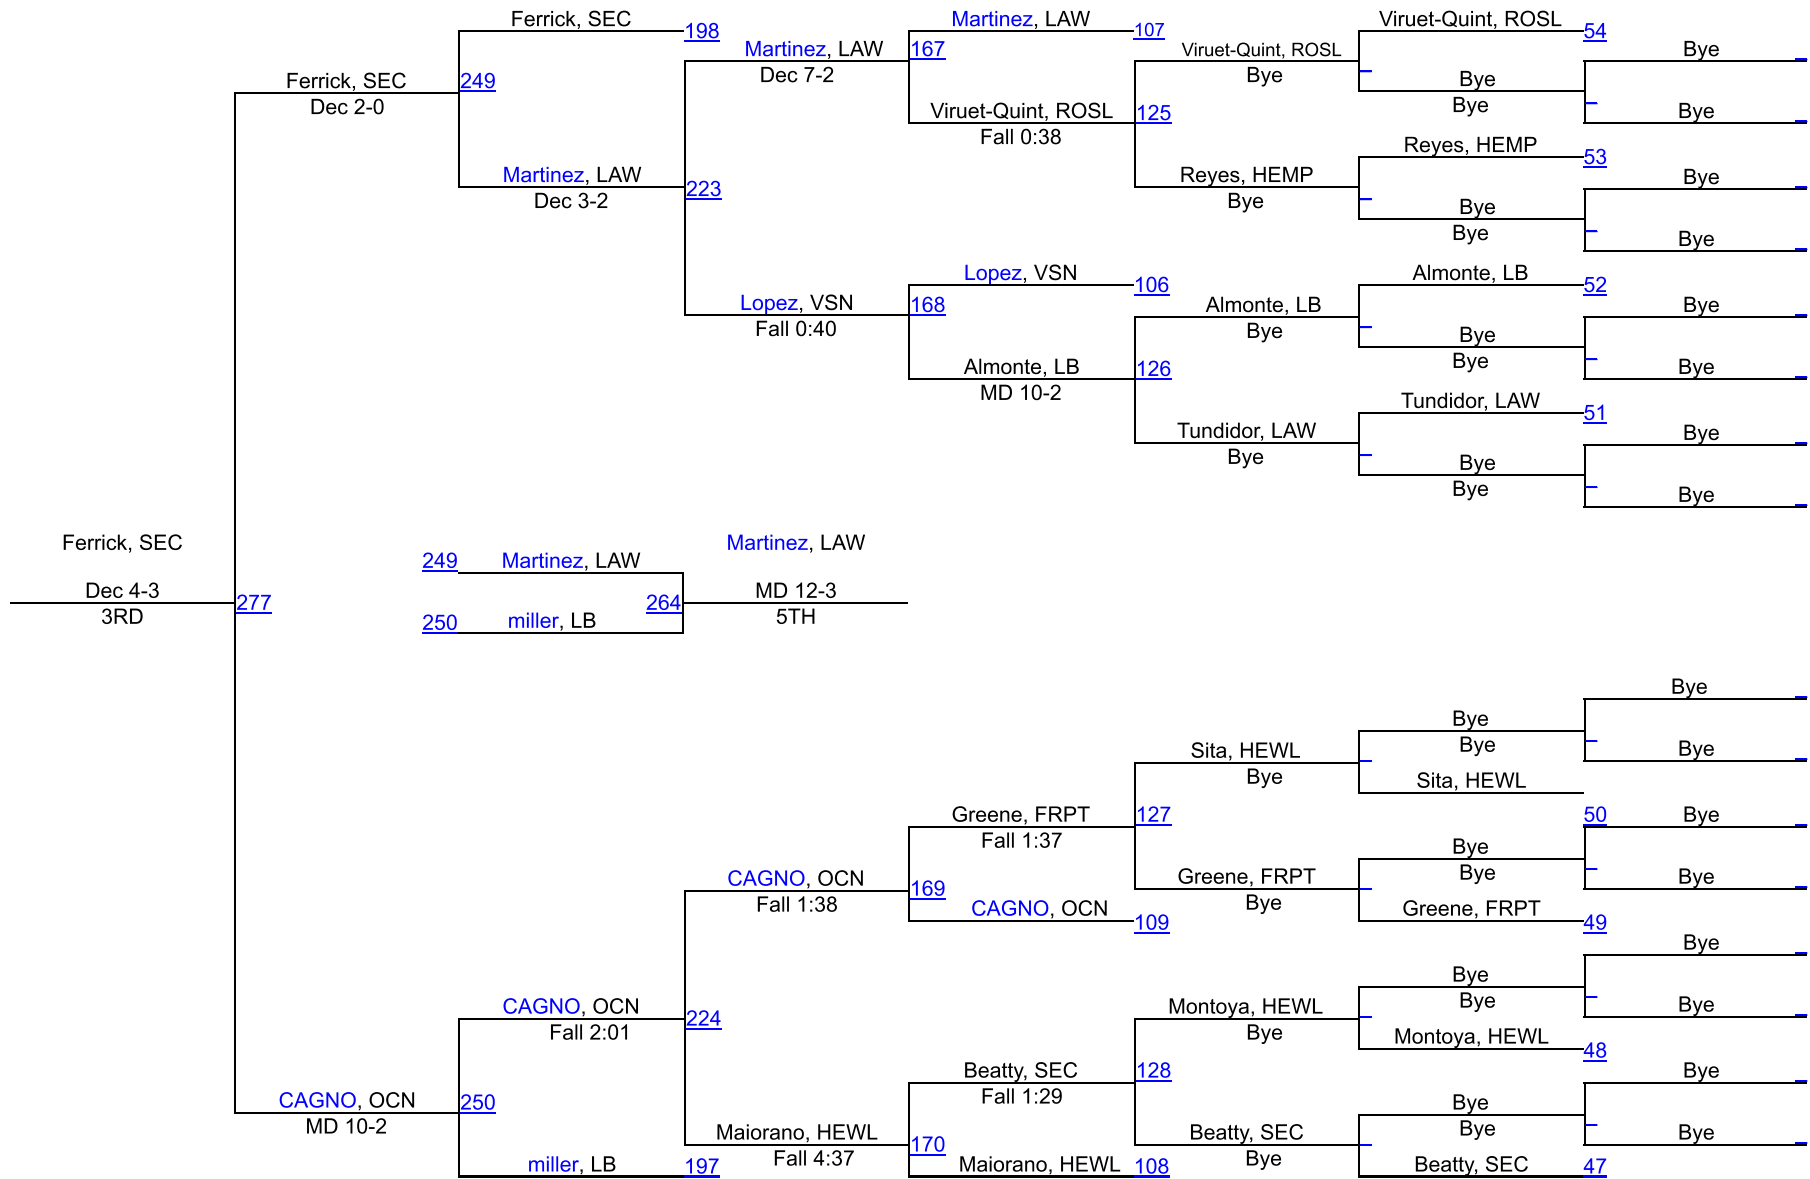 Ferrick, SEC
198
Martinez, LAW
107
Viruet-Quint, ROSL
54
Martinez, LAW
167
Viruet-Quint, ROSL
Bye
Dec 7-2
Bye
Ferrick, SEC
249
Bye
Dec 2-0
Bye
Viruet-Quint, ROSL
125
Bye
Fall 0:38
Reyes, HEMP
53
Martinez, LAW
223
Reyes, HEMP
Bye
Dec 3-2
Bye
Bye
Bye
Bye
Lopez, VSN
106
Almonte, LB
52
Lopez, VSN
168
Almonte, LB
Bye
Fall 0:40
Bye
Bye
Bye
Almonte, LB
126
Bye
MD 10-2
Tundidor, LAW
51
Tundidor, LAW
Bye
Bye
Bye
Bye
Bye
Ferrick, SEC
Martinez, LAW
249
Martinez, LAW
Dec 4-3
277
264
MD 12-3
3RD
250
miller, LB
5TH
Bye
Bye
Bye
Sita, HEWL
Bye
Bye
Sita, HEWL
Greene, FRPT
127
50
Bye
Fall 1:37
Bye
Bye
CAGNO, OCN
169
Greene, FRPT
Bye
Fall 1:38
Bye
CAGNO, OCN
109
Greene, FRPT
49
Bye
Bye
Bye
CAGNO, OCN
224
Montoya, HEWL
Bye
Fall 2:01
Bye
Montoya, HEWL
48
Beatty, SEC
128
Bye
Fall 1:29
CAGNO, OCN
250
Bye
MD 10-2
Bye
Maiorano, HEWL
170
Beatty, SEC
Bye
Fall 4:37
Bye
miller, LB
197
Maiorano, HEWL
108
Beatty, SEC
47